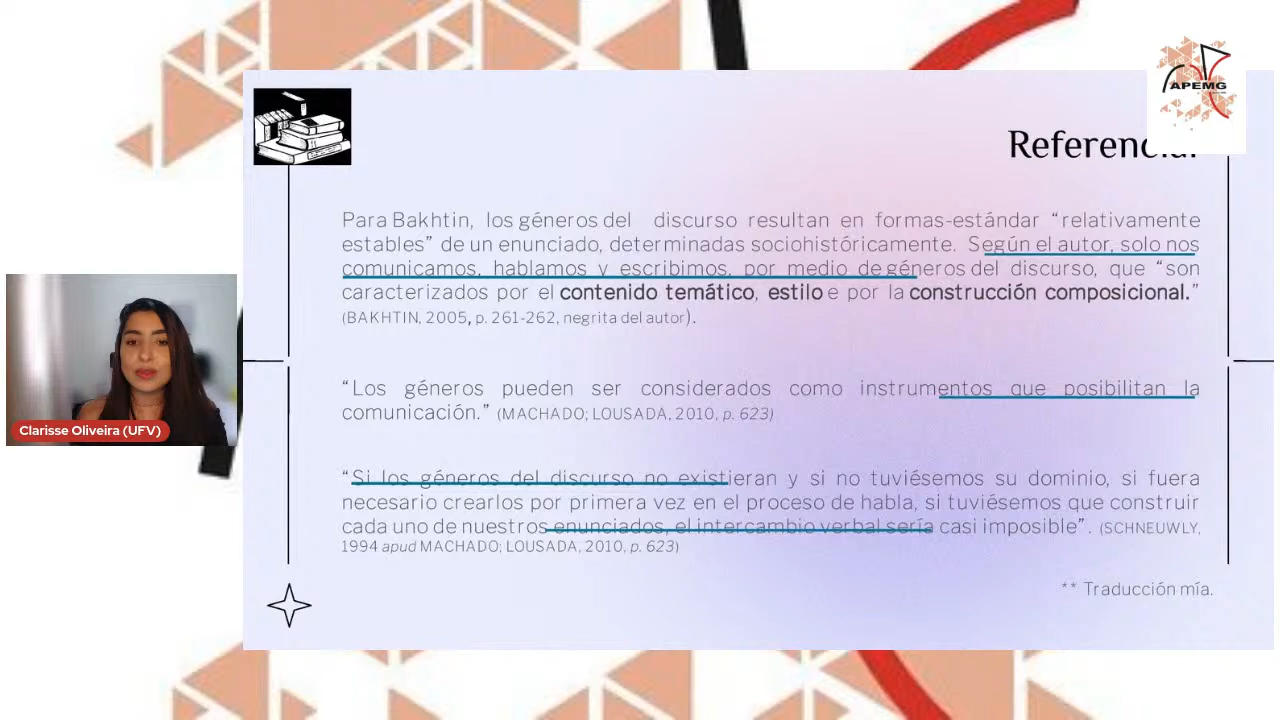 APEMG
Referencial
Para Bakhtin, los géneros del discurso resultan en formas-estándar “relativamente
estables” de un enunciado, determinadas sociohistóricamente. Según el autor, solo nos
comunicamos, hablamos y escribimos, por medio de géneros del discurso, que “son
caracterizados por el contenido temático, estilo e por la construcción composicional.”
(BAKHTIN, 2005, p. 261-262, negrita del autor).
“Los géneros pueden ser considerados como instrumentos que posibilitan la
comunicación.” (MACHADO; LOUSADA, 2010, p. 623)
“Si los géneros del discurso no existieran y si no tuviésemos su dominio, si fuera
necesario crearlos por primera vez en el proceso de habla, si tuviésemos que construir
cada uno de nuestros enunciados, el intercambio verbal sería casi imposible”. (SCHNEUWLY,
1994 apud MACHADO; LOUSADA, 2010, p. 623)
** Traducción mía.
Clarisse Oliveira (UFV)